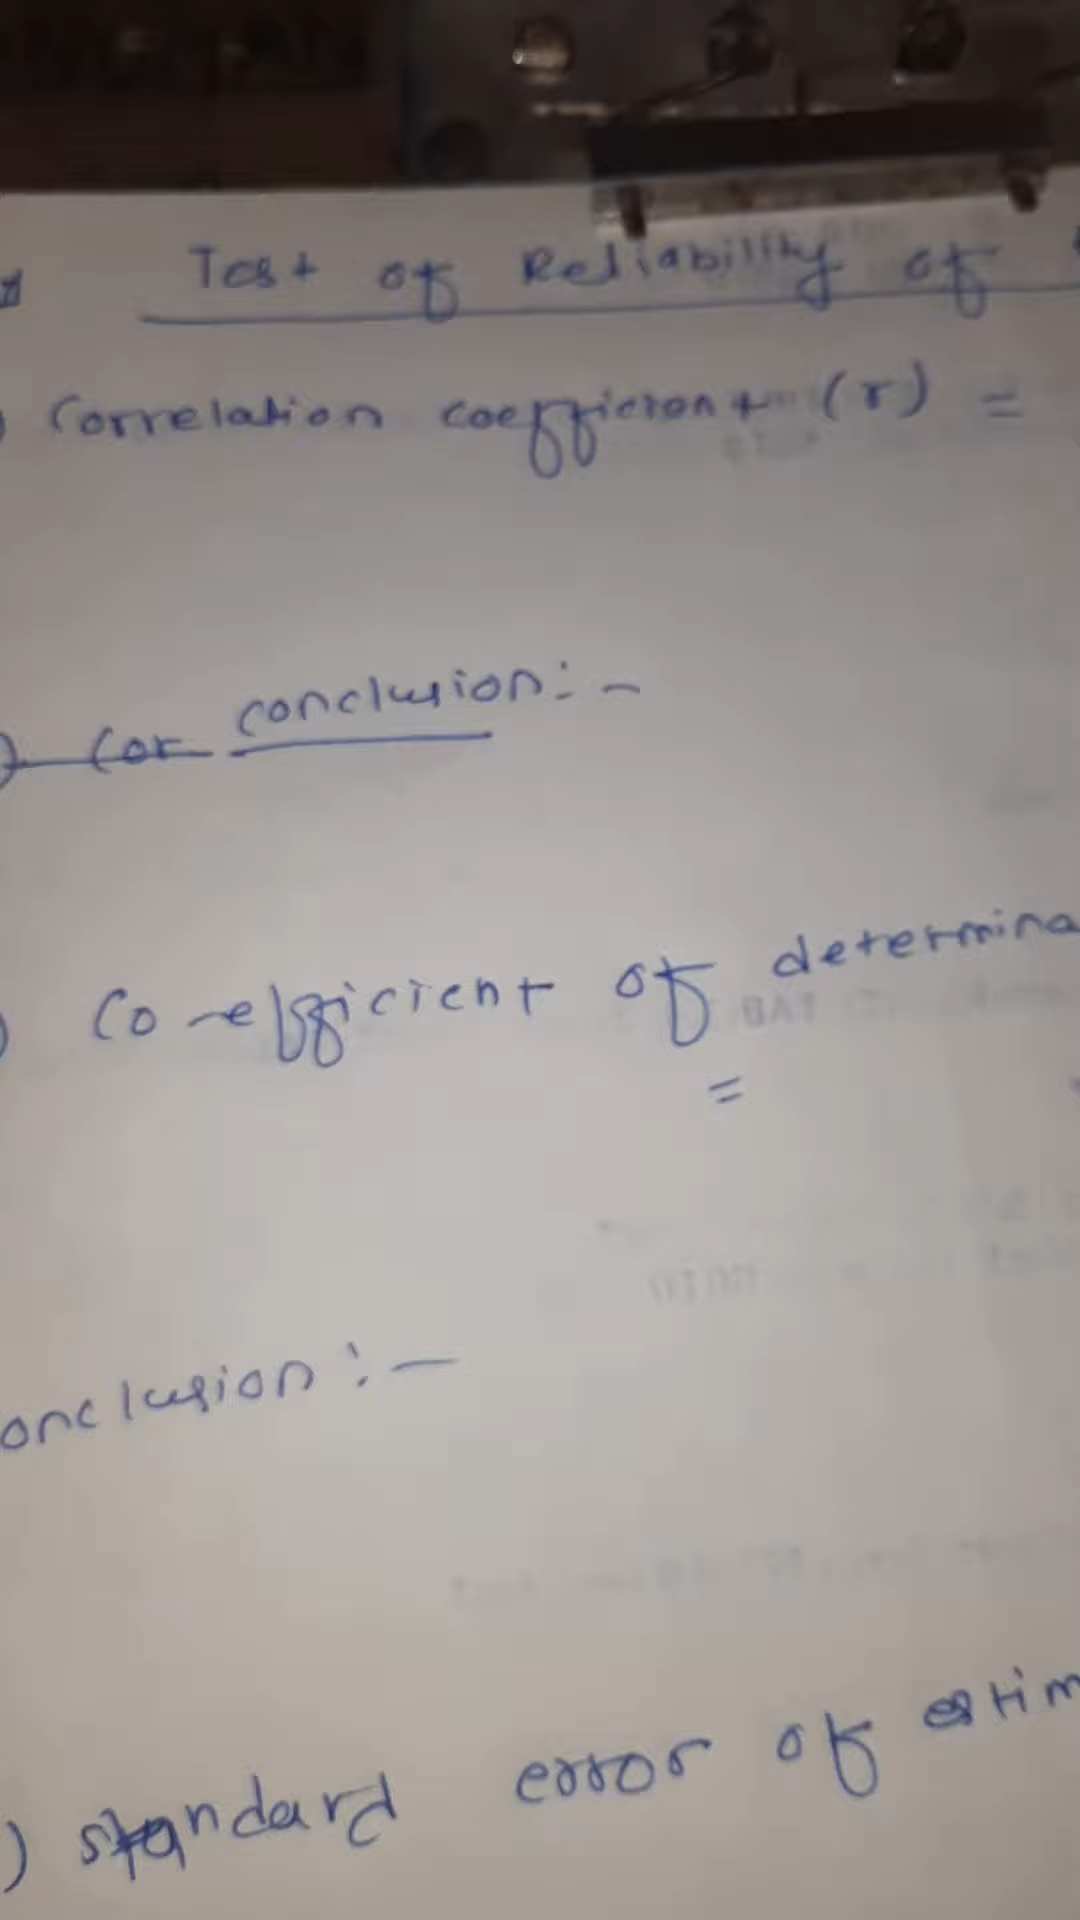 Test of Reliability of
Correlation coefficient (r) =
Cor conclusion: -
Co-efficient of determina
=
onclusion : -
) standard error of estim